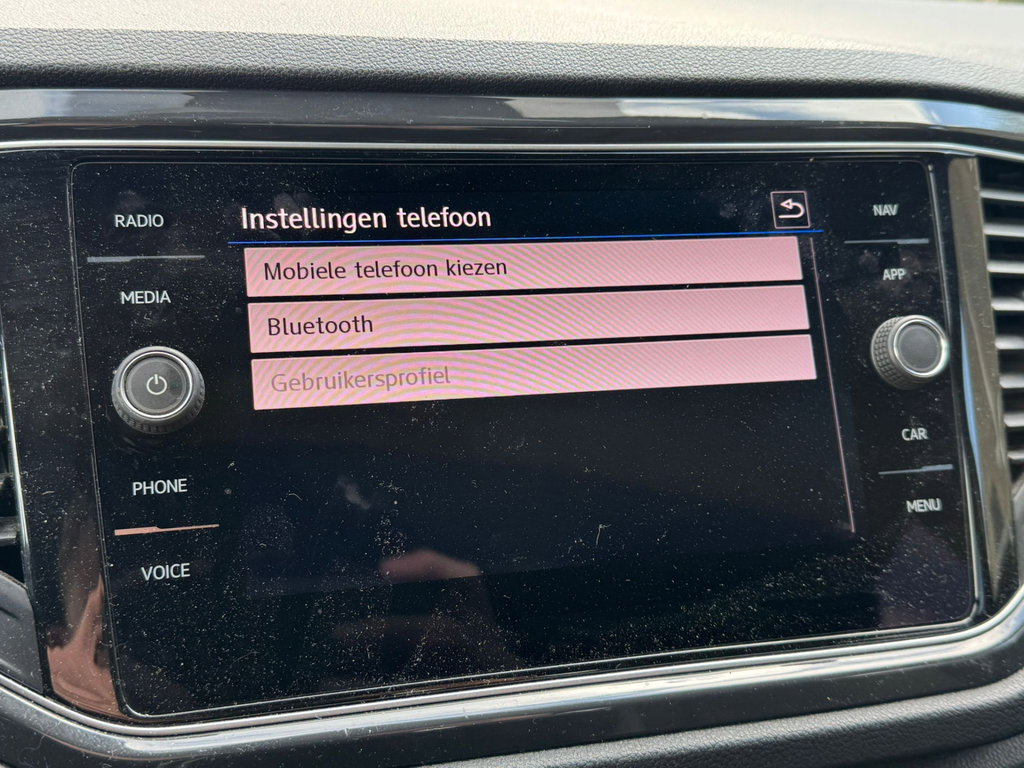 RADIO
MEDIA
PHONE
VOICE
Instellingen telefoon
Mobiele telefoon kiezen
Bluetooth
Gebruikersprofiel
NAV
APP
CAR
MENU